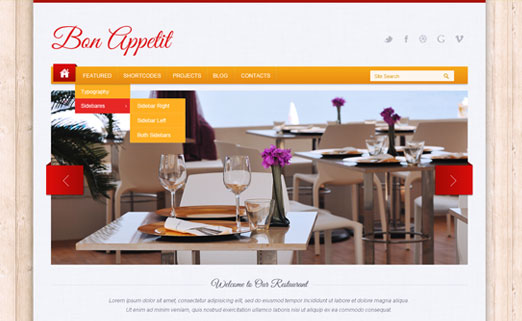 Bon Appetit
FEATURED SHORTCODES PROJECTS BLOG CONTACTS Site Search
Typography
Sidebares Sidebar Right
Sidebar Left
Both Sidebars
Welcome to Our Restaurant
Lorem ipsum dolor sit amet, consectetur adipisicing elit, sed do eiusmod tempor incididunt ut labore et dolore magna aliqua.
Ut enim ad minim veniam, quis nostrud exercitation ullamco laboris nisi ut aliquip ex ea commodo consequat